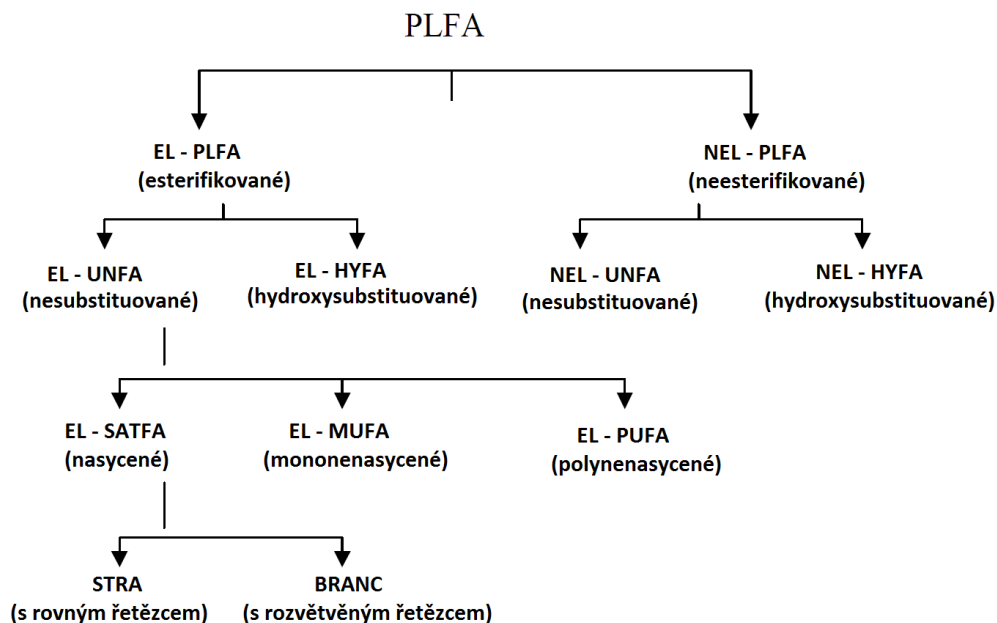 PLFA
EL - PLFA
(esterifikované)
NEL - PLFA
(neesterifikované)
EL - UNFA
(nesubstituované)
EL - HYFA
(hydroxysubstituované)
NEL - UNFA
(nesubstituované)
NEL - HYFA
(hydroxysubstituované)
EL - SATFA
(nasycené)
EL - MUFA
(mononenasycené)
EL - PUFA
(polynenasycené)
STRA
(s rovným řetězcem)
BRANC
(s rozvětvěným řetězcem)